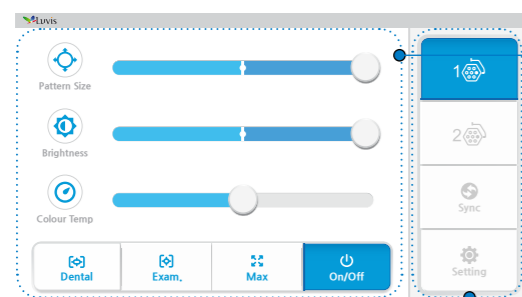 Luvis
Pattern Size
1
Brightness
2
Colour Temp
Sync
Dental
Exam.
Max
On/Off
Setting